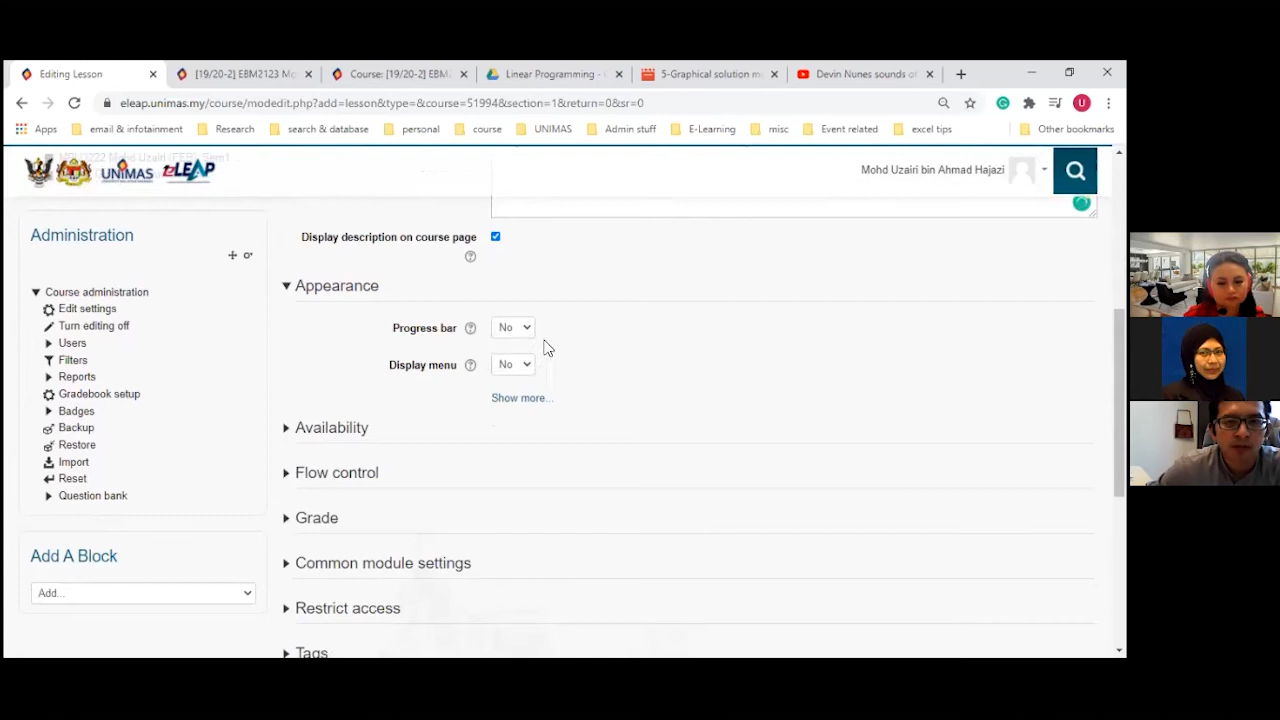 Editing Lesson
[19/20-2] EBM2123 Mo
Course: [19/20-2] EBM
Linear Programming - G
5-Graphical solution m
Devin Nunes sounds of
eleap.unimas.my/course/modedit.php?add=lesson&type=&course=51994&section=1&return=0&sr=0
U
Apps
email & infotainment
Research
search & database
personal
course
UNIMAS
Admin stuff
E-Learning
misc
Event related
excel tips
Other bookmarks
UNIMAS
eLEAP
Mohd Uzairi bin Ahmad Hajazi
Administration
Course administration
Edit settings
Turn editing off
Users
Filters
Reports
Gradebook setup
Badges
Backup
Restore
Import
Reset
Question bank
Add A Block
Add...
Display description on course page
Appearance
Progress bar
No
Display menu
No
Show more...
Availability
Flow control
Grade
Common module settings
Restrict access
Tags